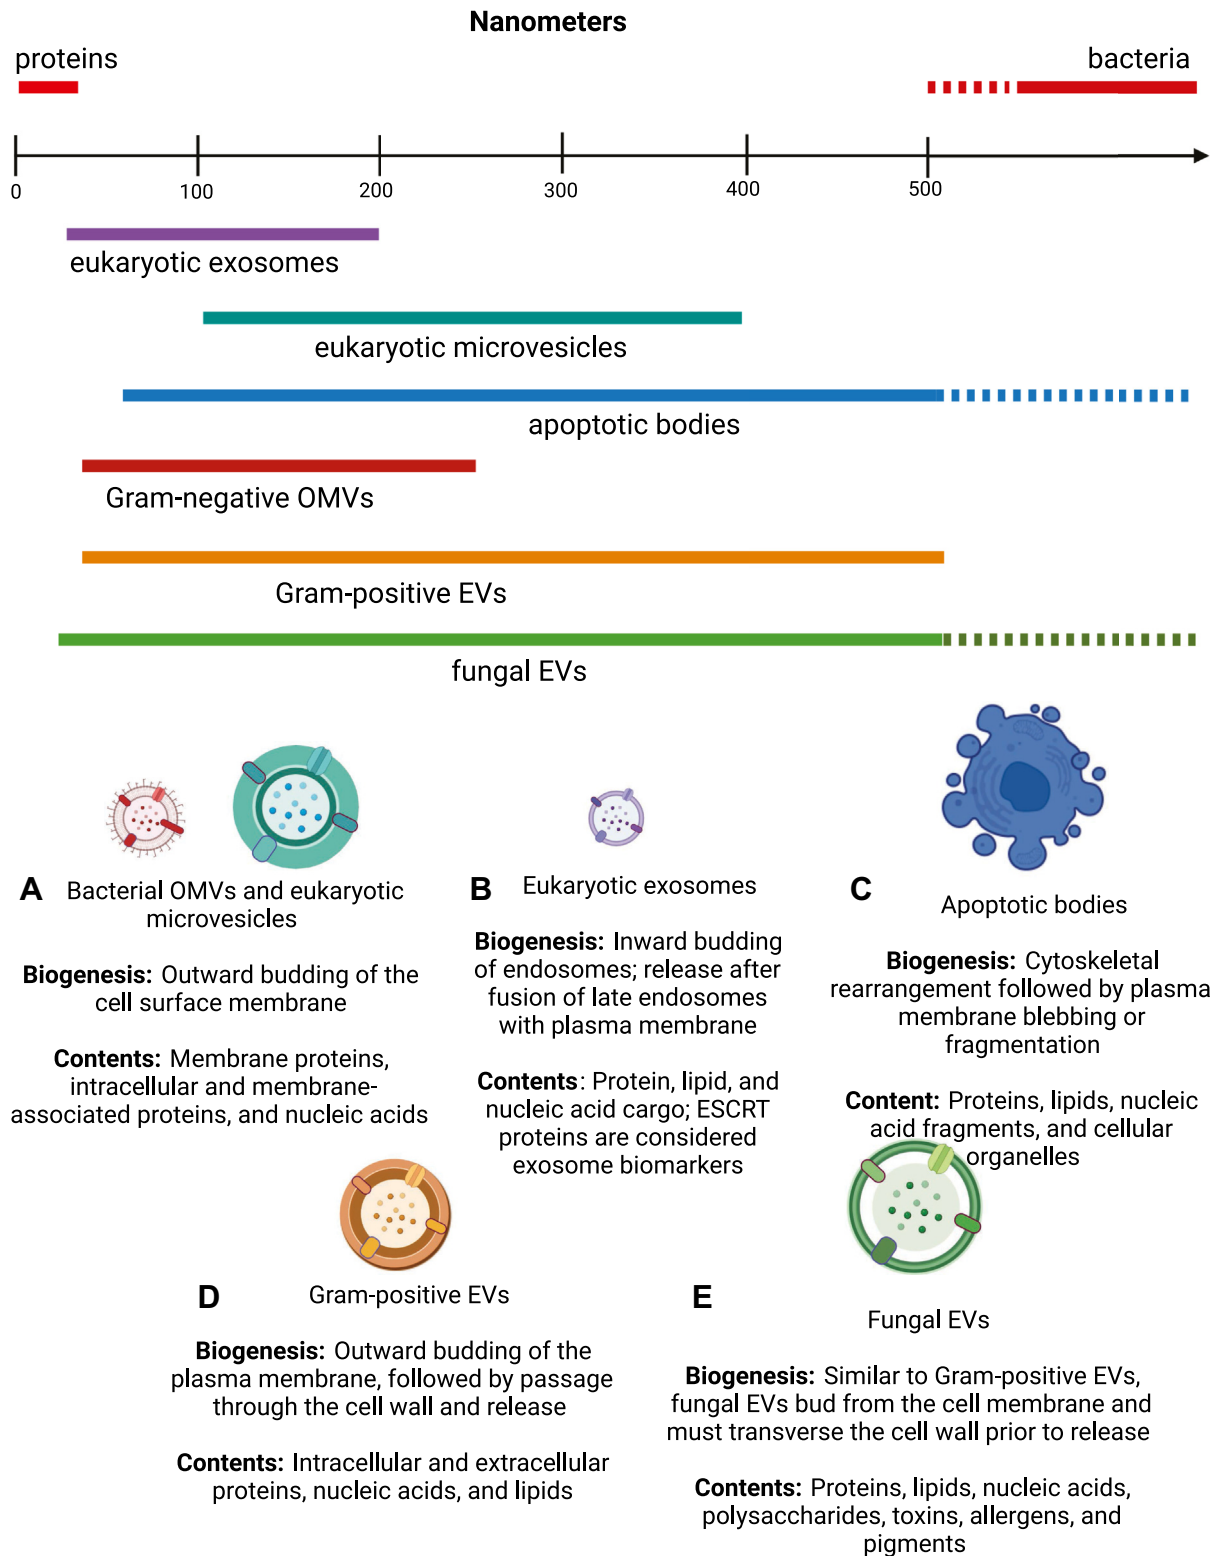 Nanometers
proteins
bacteria
0
100
200
300
400
500
eukaryotic exosomes
eukaryotic microvesicles
apoptotic bodies
Gram-negative OMVs
Gram-positive EVs
fungal EVs
A
Bacterial OMVs and eukaryotic
microvesicles
Biogenesis: Outward budding of the
cell surface membrane
Contents: Membrane proteins,
intracellular and membrane-
associated proteins, and nucleic acids
B
Eukaryotic exosomes
Biogenesis: Inward budding
of endosomes; release after
fusion of late endosomes
with plasma membrane
Contents: Protein, lipid, and
nucleic acid cargo; ESCRT
proteins are considered
exosome biomarkers
C
Apoptotic bodies
Biogenesis: Cytoskeletal
rearrangement followed by plasma
membrane blebbing or
fragmentation
Content: Proteins, lipids, nucleic
acid fragments, and cellular
organelles
D
Gram-positive EVs
Biogenesis: Outward budding of the
plasma membrane, followed by passage
through the cell wall and release
Contents: Intracellular and extracellular
proteins, nucleic acids, and lipids
E
Fungal EVs
Biogenesis: Similar to Gram-positive EVs,
fungal EVs bud from the cell membrane and
must transverse the cell wall prior to release
Contents: Proteins, lipids, nucleic acids,
polysaccharides, toxins, allergens, and
pigments